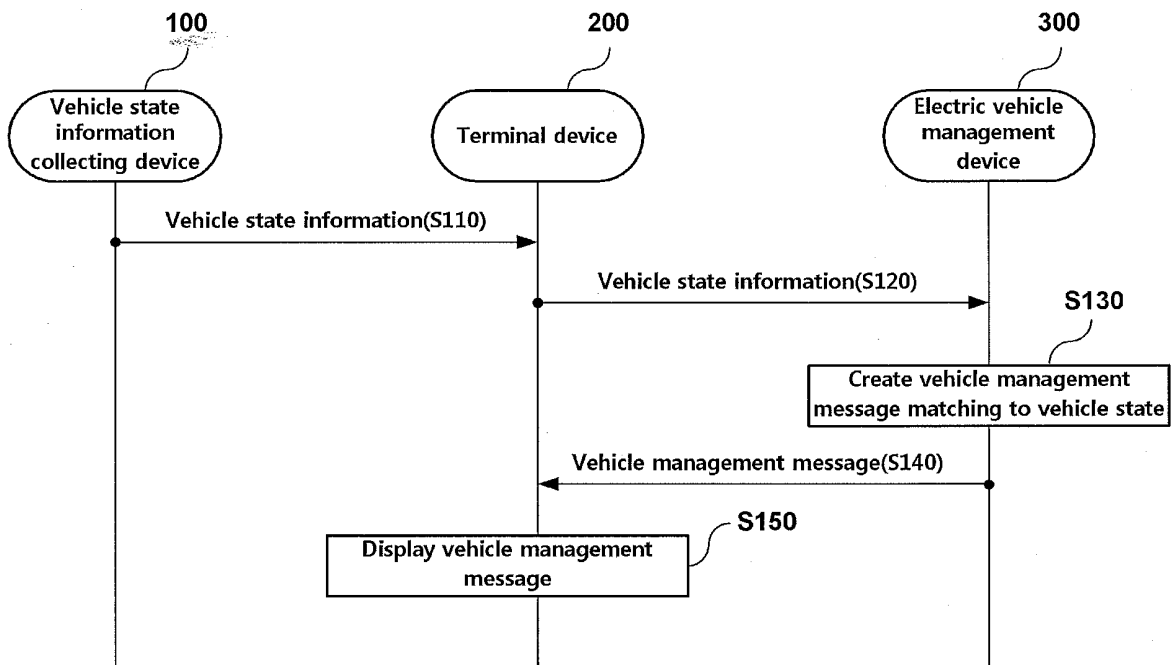 100
200
300
Vehicle state
information
collecting device
Terminal device
Electric vehicle
management
device
Vehicle state information(S110)
Vehicle state information(S120)
S130
Create vehicle management
message matching to vehicle state
Vehicle management message(S140)
S150
Display vehicle management
message